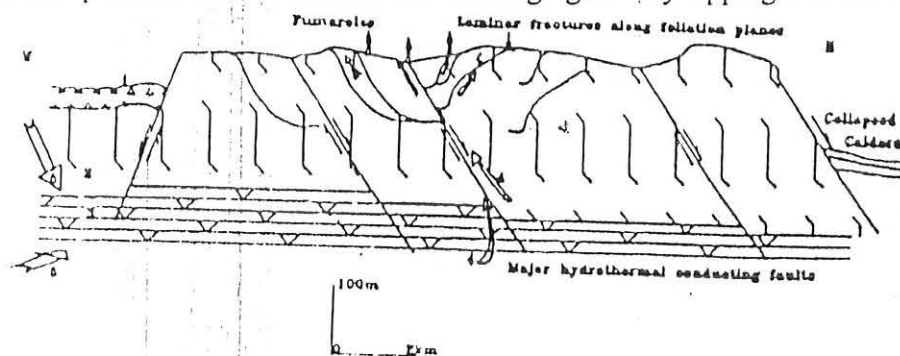 Fumaroles
Laminar fractures along foliation planes
Collapsed
Caldera
Major hydrothermal conducting faults
100m
0
km